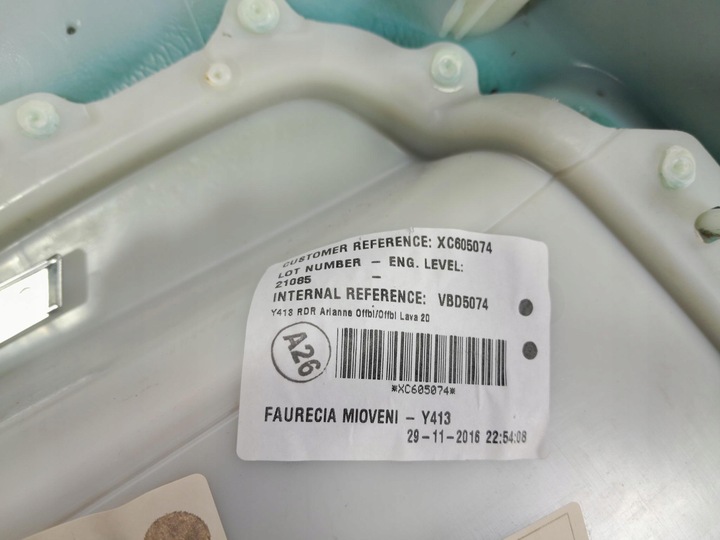 CUSTOMER REFERENCE: XC605074
LOT NUMBER - ENG. LEVEL:
21085 -
INTERNAL REFERENCE: VBD5074
Y413 RDR Arianna Offbl/Offbl Lava 20
A26
*XC605074*
FAURECIA MIOVENI - Y413
29-11-2016 22:54:08